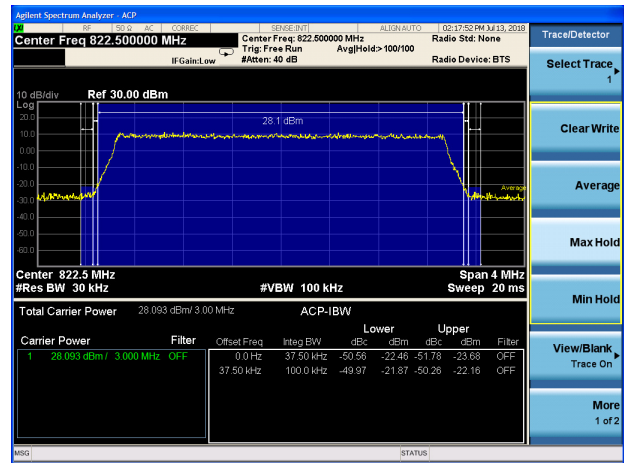 Agilent Spectrum Analyzer - ACP
RF 50 Ω AC CORREC SENSE:INT ALIGN AUTO 02:17:52 PM Jul 13, 2018
Center Freq 822.500000 MHz
Center Freq: 822.500000 MHz Radio Std: None
Trig: Free Run Avg|Hold:>100/100
IFGain:Low #Atten: 40 dB Radio Device: BTS
10 dB/div Ref 30.00 dBm
Log
28.1 dBm
20.0
10.0
0.00
-10.0
-20.0
Average
-30.0
-40.0
-50.0
-60.0
Center 822.5 MHz Span 4 MHz
#Res BW 30 kHz #VBW 100 kHz Sweep 20 ms
Total Carrier Power 28.093 dBm/ 3.00 MHz ACP-IBW
Lower Upper
Carrier Power Filter Offset Freq Integ BW dBc dBm dBc dBm Filter
1 28.093 dBm / 3.000 MHz OFF 0.0 Hz 37.50 kHz -50.56 -22.46 -51.78 -23.68 OFF
37.50 kHz 100.0 kHz -49.97 -21.87 -50.26 -22.16 OFF
MSG STATUS
Trace/Detector
Select Trace
1
Clear Write
Average
Max Hold
Min Hold
View/Blank
Trace On
More
1 of 2